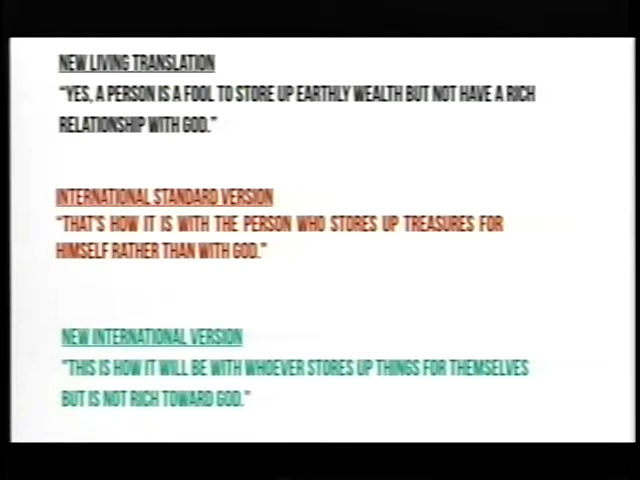 NEW LIVING TRANSLATION
“YES, A PERSON IS A FOOL TO STORE UP EARTHLY WEALTH BUT NOT HAVE A RICH
RELATIONSHIP WITH GOD.”
INTERNATIONAL STANDARD VERSION
“THAT'S HOW IT IS WITH THE PERSON WHO STORES UP TREASURES FOR
HIMSELF RATHER THAN WITH GOD.”
NEW INTERNATIONAL VERSION
“THIS IS HOW IT WILL BE WITH WHOEVER STORES UP THINGS FOR THEMSELVES
BUT IS NOT RICH TOWARD GOD.”